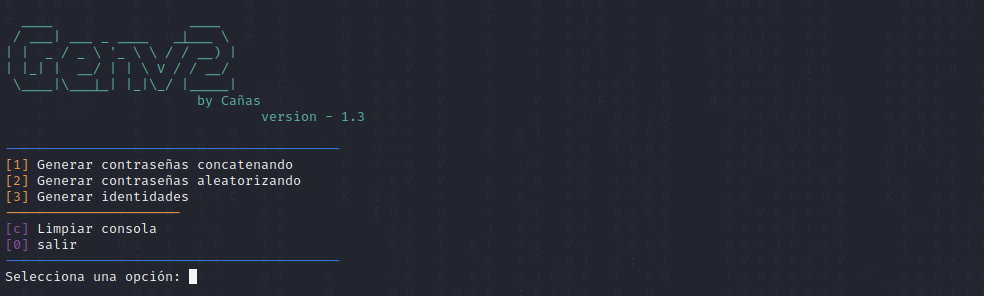 Genv2
by Cañas
version - 1.3
[1] Generar contraseñas concatenando
[2] Generar contraseñas aleatorizando
[3] Generar identidades
[c] Limpiar consola
[0] salir
Selecciona una opción: